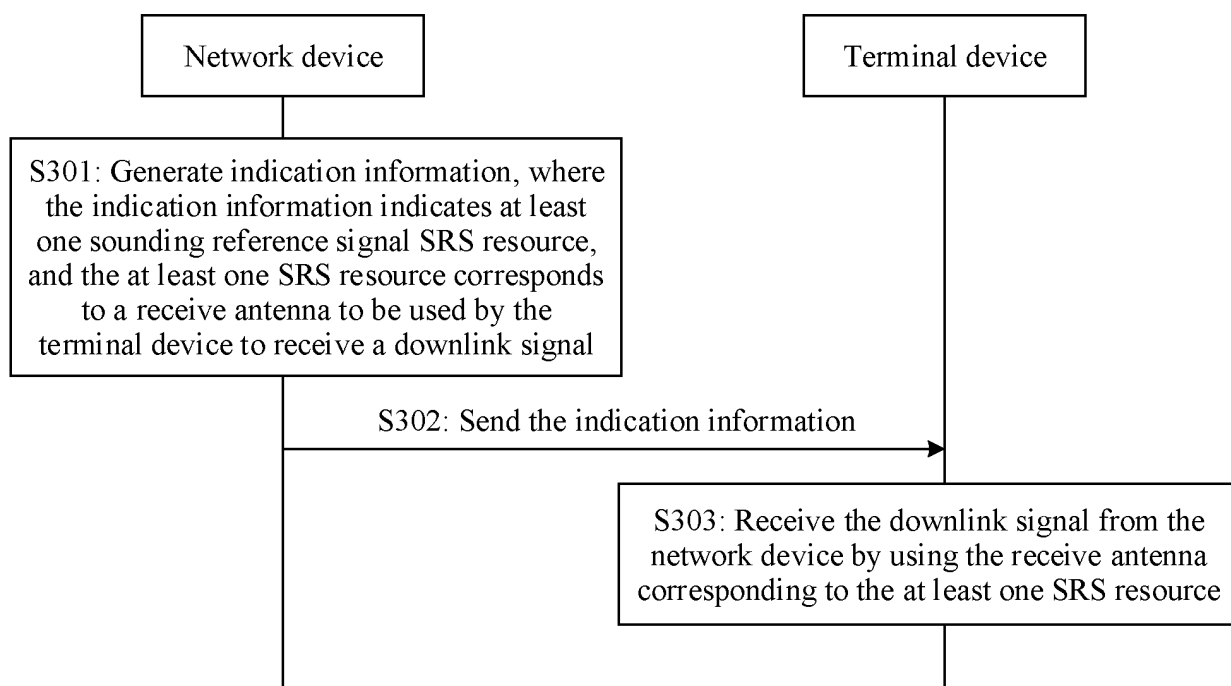 Network device
Terminal device
S301: Generate indication information, where
the indication information indicates at least
one sounding reference signal SRS resource,
and the at least one SRS resource corresponds
to a receive antenna to be used by the
terminal device to receive a downlink signal
S302: Send the indication information
S303: Receive the downlink signal from the
network device by using the receive antenna
corresponding to the at least one SRS resource